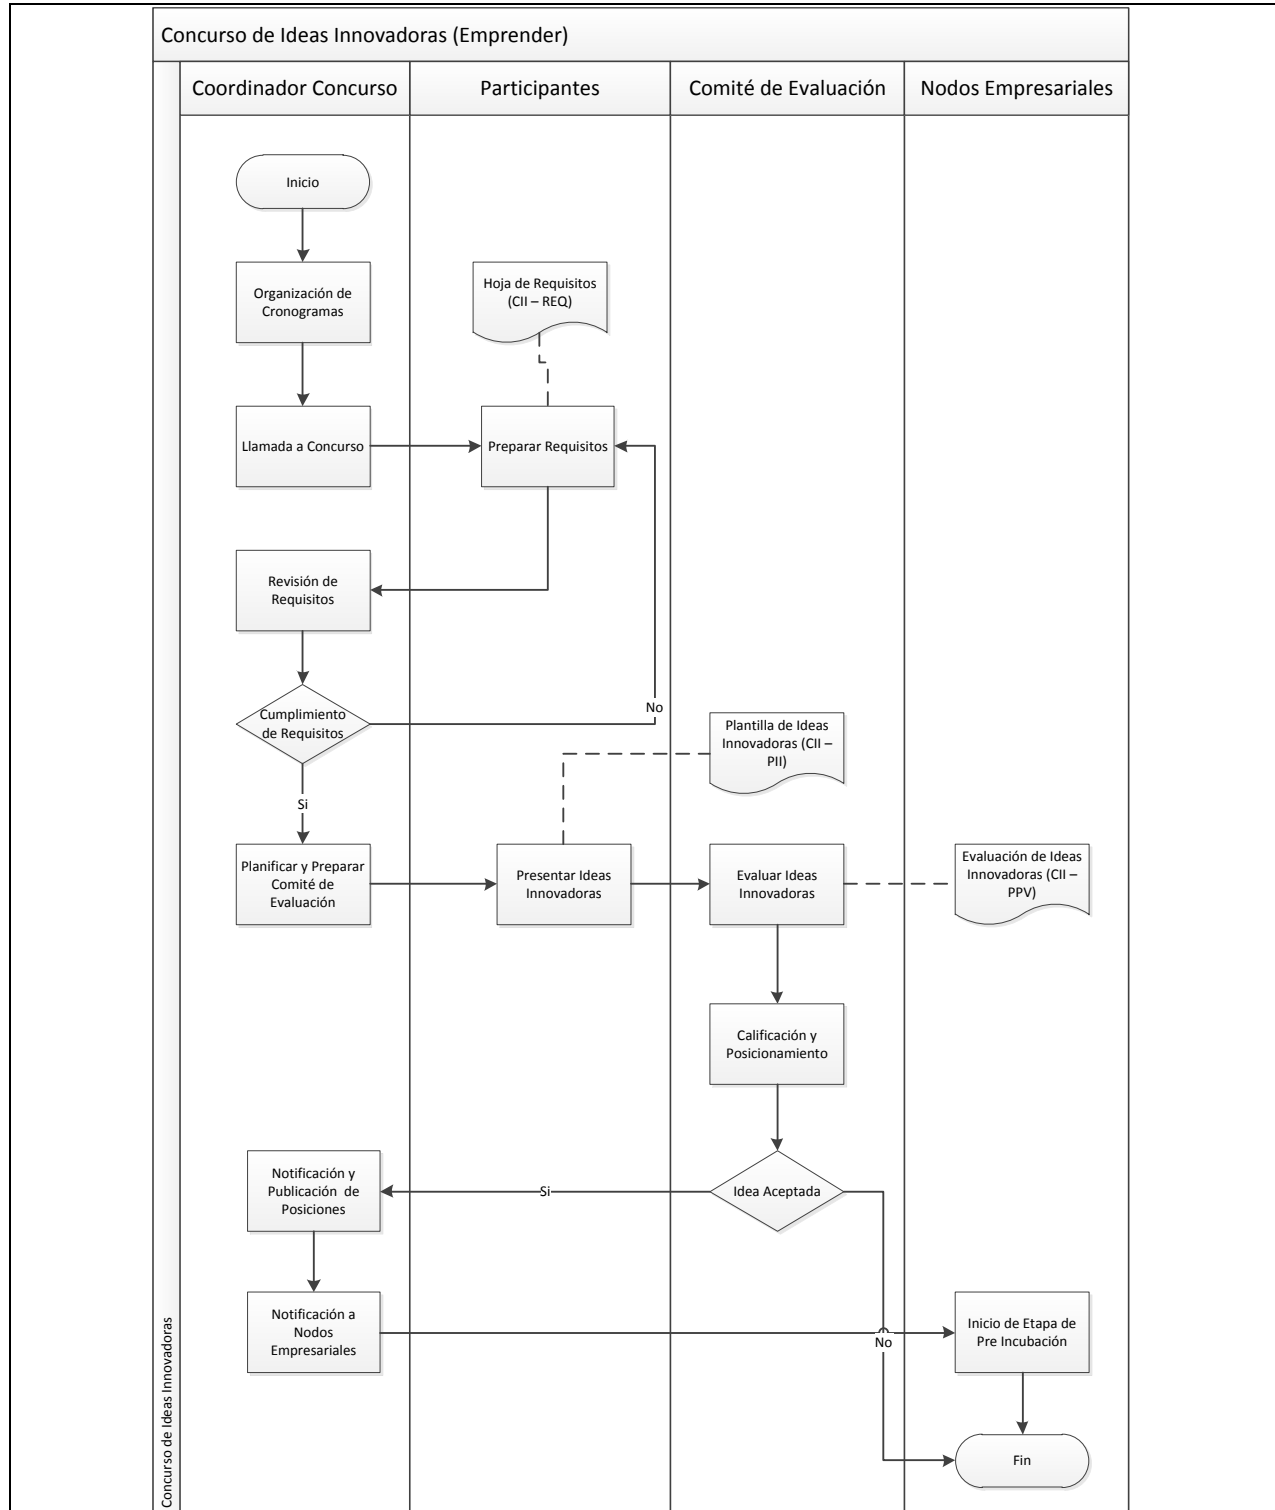 Concurso de Ideas Innovadoras (Emprender)
Coordinador Concurso
Participantes
Comité de Evaluación
Nodos Empresariales
Inicio
Organización de
Cronogramas
Hoja de Requisitos
(CII – REQ)
Llamada a Concurso
Preparar Requisitos
Revisión de
Requisitos
Cumplimiento
de Requisitos
No
Plantilla de Ideas
Innovadoras (CII –
PII)
Si
Planificar y Preparar
Comité de
Evaluación
Presentar Ideas
Innovadoras
Evaluar Ideas
Innovadoras
Evaluación de Ideas
Innovadoras (CII –
PPV)
Calificación y
Posicionamiento
Notificación y
Publicación de
Posiciones
Si
Idea Aceptada
Notificación a
Nodos
Empresariales
No
Inicio de Etapa de
Pre Incubación
Fin
Concurso de Ideas Innovadoras